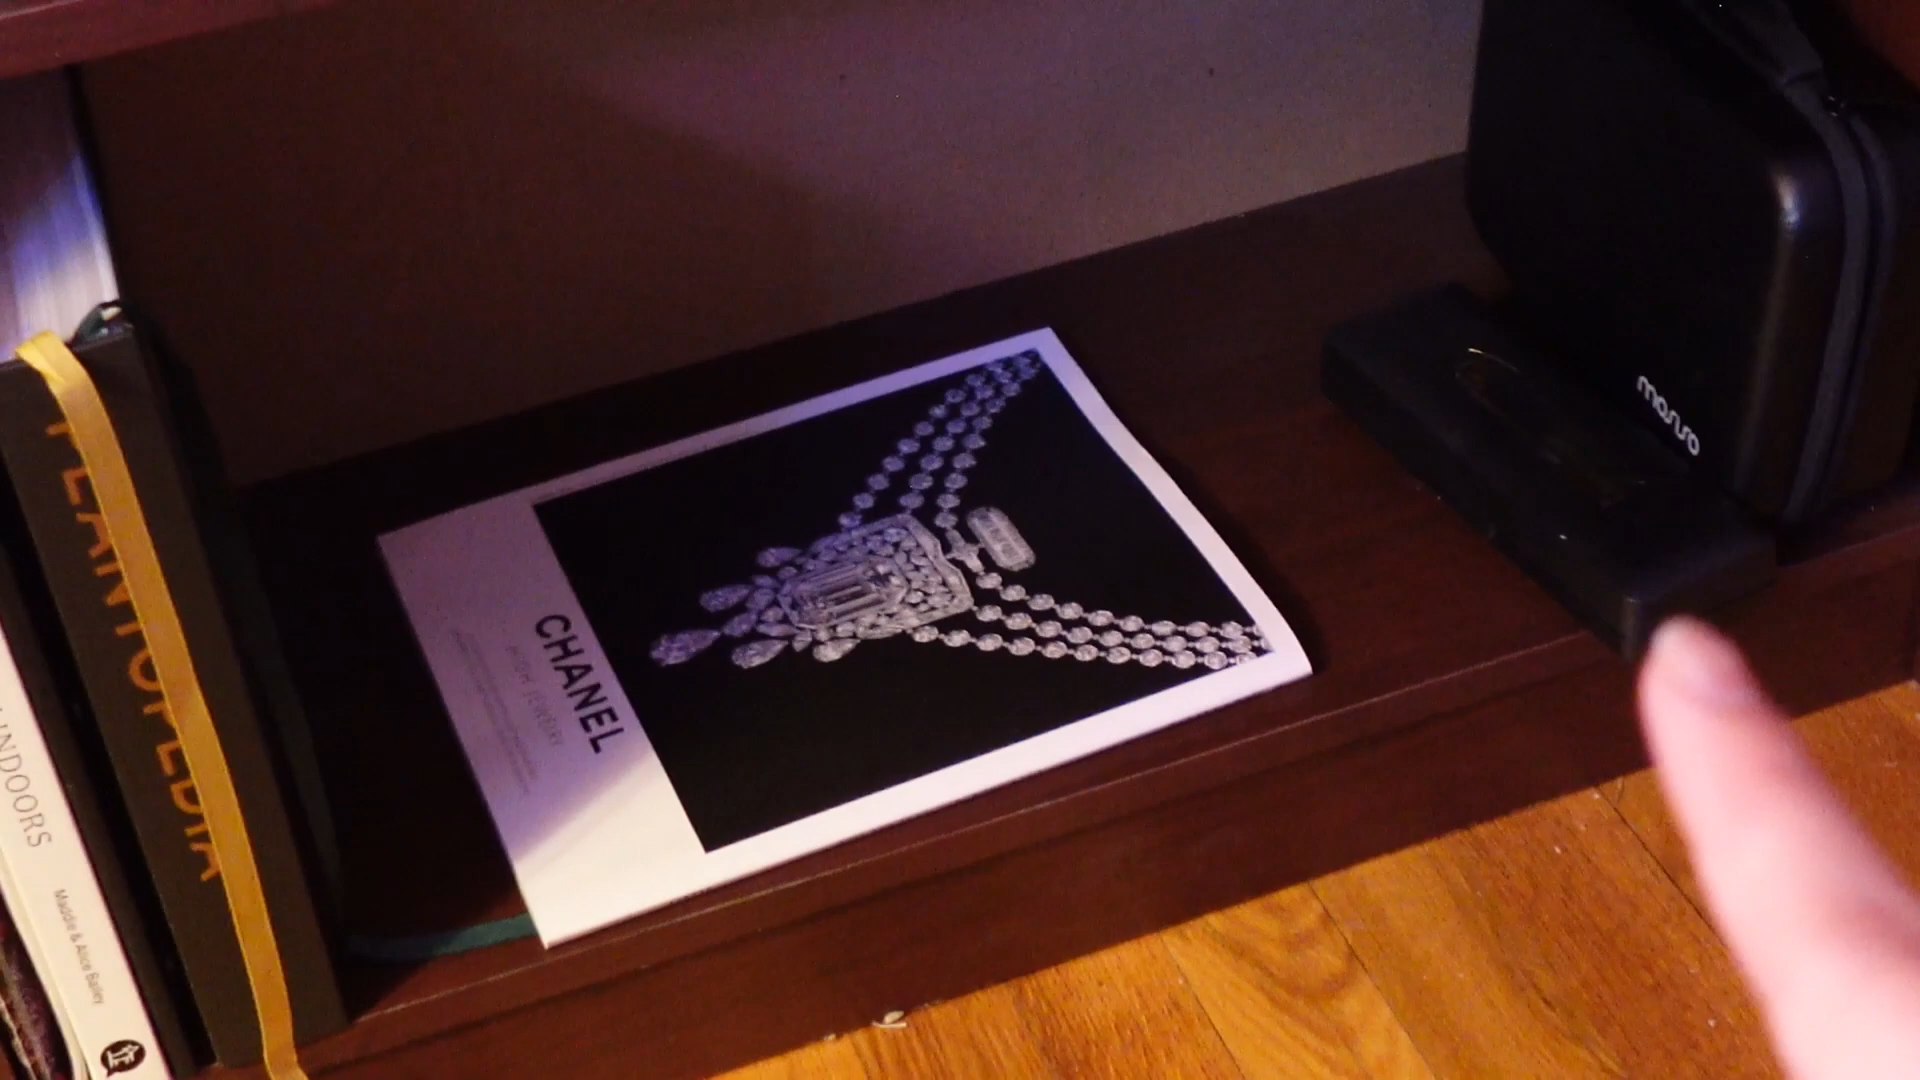 PLANTOPEDIA
INDOORS
Maddie & Alice Bailey
CHANEL
HIGH JEWELRY
mosiso